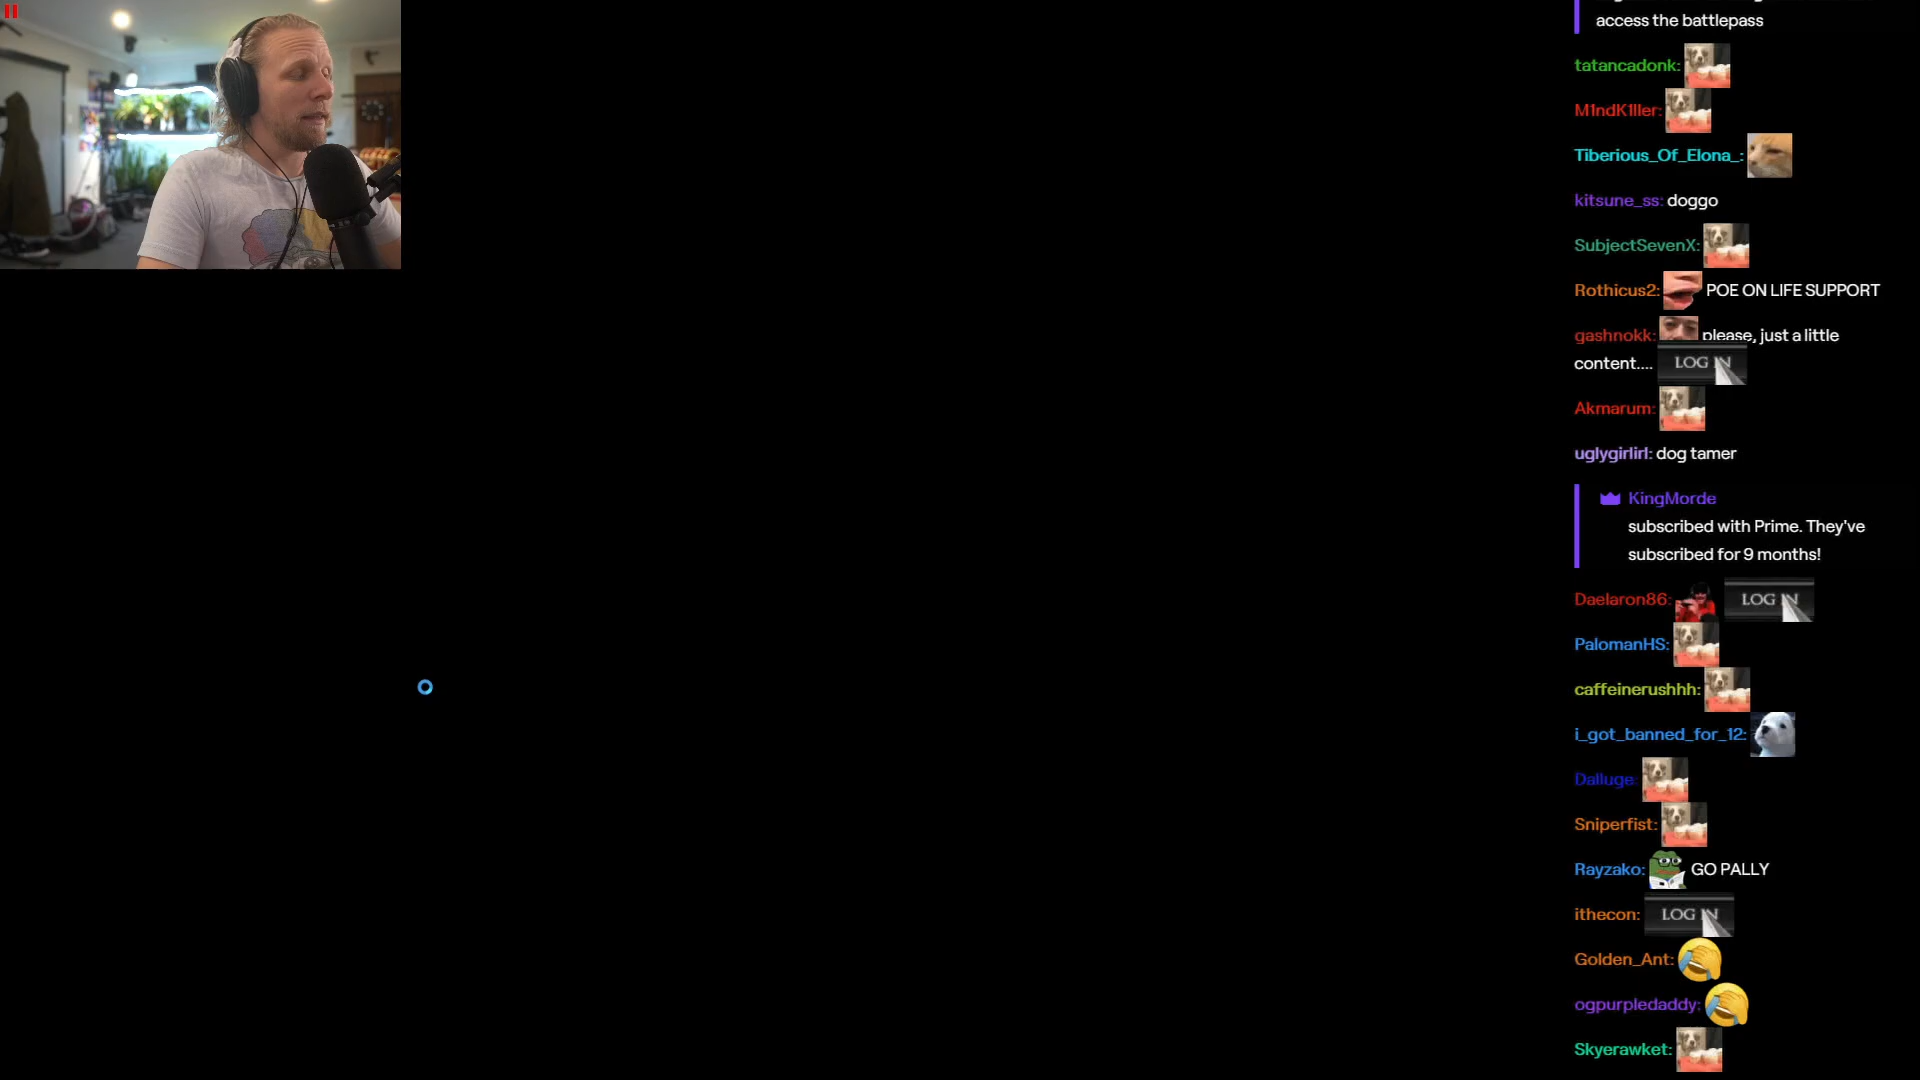 access the battlepass
tatancadonk:
M1ndK1ller:
Tiberious_Of_Elona_:
kitsune_ss: doggo
SubjectSevenX:
Rothicus2: POE ON LIFE SUPPORT
gashnokk: please, just a little
content.... LOG IN
Akmarum:
uglygirlirl: dog tamer
KingMorde
subscribed with Prime. They've
subscribed for 9 months!
Daelaron86: LOG IN
PalomanHS:
caffeinerushhh:
i_got_banned_for_12:
Dalluge:
Sniperfist:
Rayzako: GO PALLY
ithecon: LOG IN
Golden_Ant:
ogpurpledaddy:
Skyerawket: